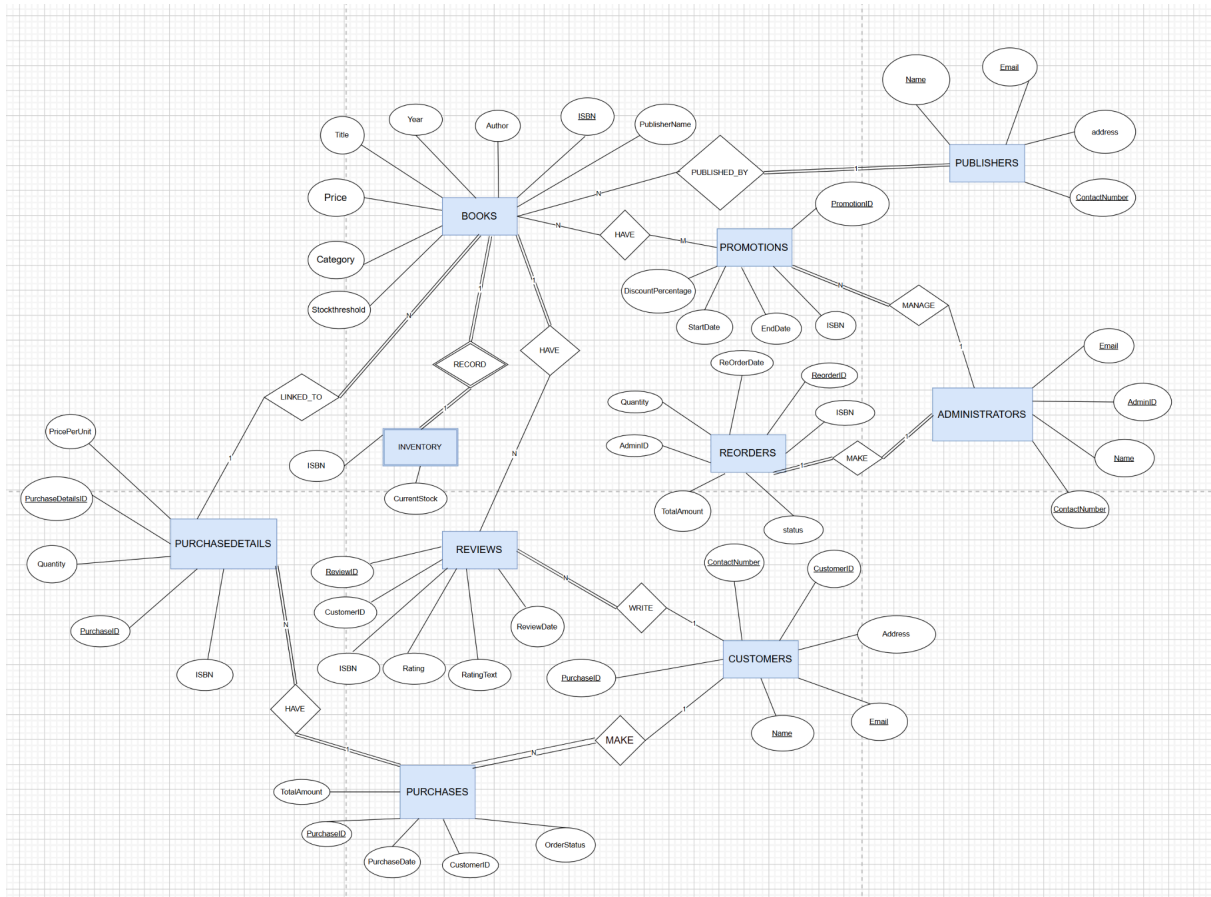 Name
Email
address
ContactNumber
PUBLISHERS
Title
Year
Author
ISBN
PublisherName
Price
Category
Stockthreshold
BOOKS
N
PUBLISHED_BY
1
N
HAVE
M
PromotionID
PROMOTIONS
DiscountPercentage
StartDate
EndDate
ISBN
N
MANAGE
1
N
LINKED_TO
1
1
RECORD
1
1
HAVE
N
INVENTORY
ISBN
CurrentStock
ReOrderDate
ReorderID
Quantity
ISBN
AdminID
REORDERS
TotalAmount
status
1
MAKE
1
ADMINISTRATORS
Email
AdminID
Name
ContactNumber
PricePerUnit
PurchaseDetailsID
Quantity
PurchaseID
ISBN
PURCHASEDETAILS
N
HAVE
1
REVIEWS
ReviewID
CustomerID
ISBN
Rating
RatingText
ReviewDate
N
WRITE
1
ContactNumber
CustomerID
Address
CUSTOMERS
PurchaseID
Name
Email
1
MAKE
N
PURCHASES
TotalAmount
PurchaseID
PurchaseDate
CustomerID
OrderStatus